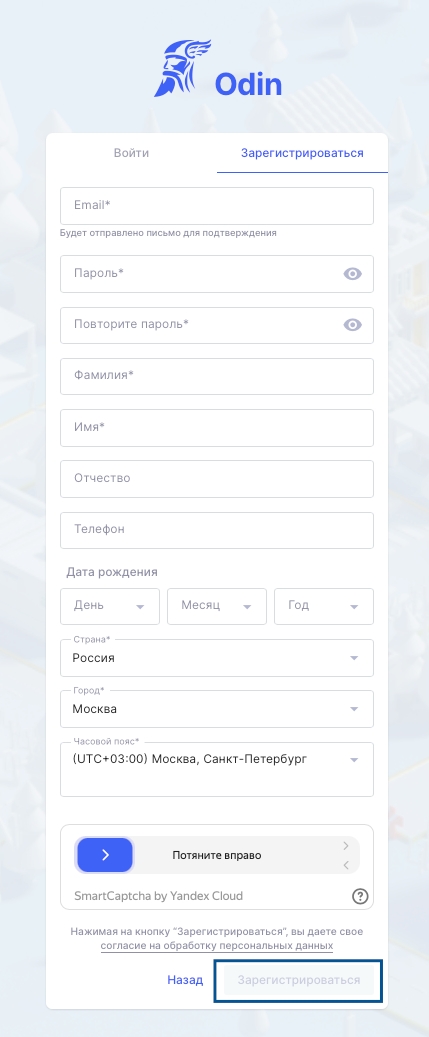 Odin
Войти
Зарегистрироваться
Email*
Будет отправлено письмо для подтверждения
Пароль*
Повторите пароль*
Фамилия*
Имя*
Отчество
Телефон
Дата рождения
День
Месяц
Год
Страна*
Россия
Город*
Москва
Часовой пояс*
(UTC+03:00) Москва, Санкт-Петербург
Потяните вправо
SmartCaptcha by Yandex Cloud
Нажимая на кнопку “Зарегистрироваться”, вы даете свое
согласие на обработку персональных данных
Назад
Зарегистрироваться